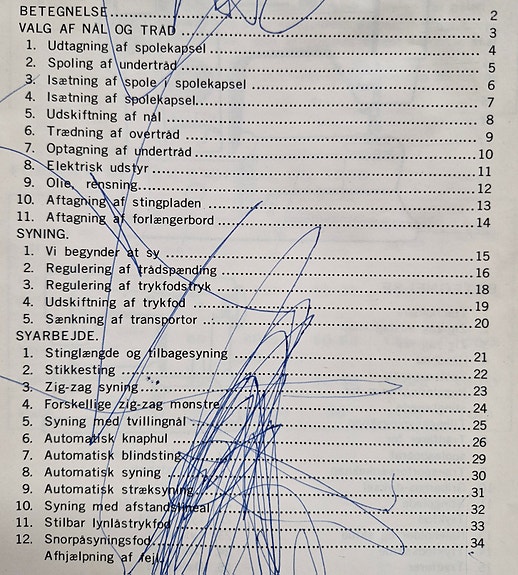 BETEGNELSE 2
VALG AF NÅL OG TRÅD 3
1. Udtagning af spolekapsel 4
2. Spoling af undertråd 5
3. Isætning af spole i spolekapsel 6
4. Isætning af spolekapsel 7
5. Udskiftning af nål 8
6. Trædning af overtråd 9
7. Optagning af undertråd 10
8. Elektrisk udstyr 11
9. Olie, rensning 12
10. Aftagning af stingpladen 13
11. Aftagning af forlængerbord 14
SYNING.
1. Vi begynder at sy 15
2. Regulering af trådspænding 16
3. Regulering af trykfodstryk 18
4. Udskiftning af trykfod 19
5. Sænkning af transportor 20
SYARBEJDE.
1. Stinglængde og tilbagesyning 21
2. Stikkesting 22
3. Zig-zag syning 23
4. Forskellige zig-zag mønstre 24
5. Syning med tvillingnål 25
6. Automatisk knaphul 26
7. Automatisk blindsting 29
8. Automatisk syning 30
9. Automatisk stræksyning 31
10. Syning med afstandslineal 32
11. Stilbar lynlåstrykfod 33
12. Snorpåsyningsfod 34
Afhjælpning af fejl